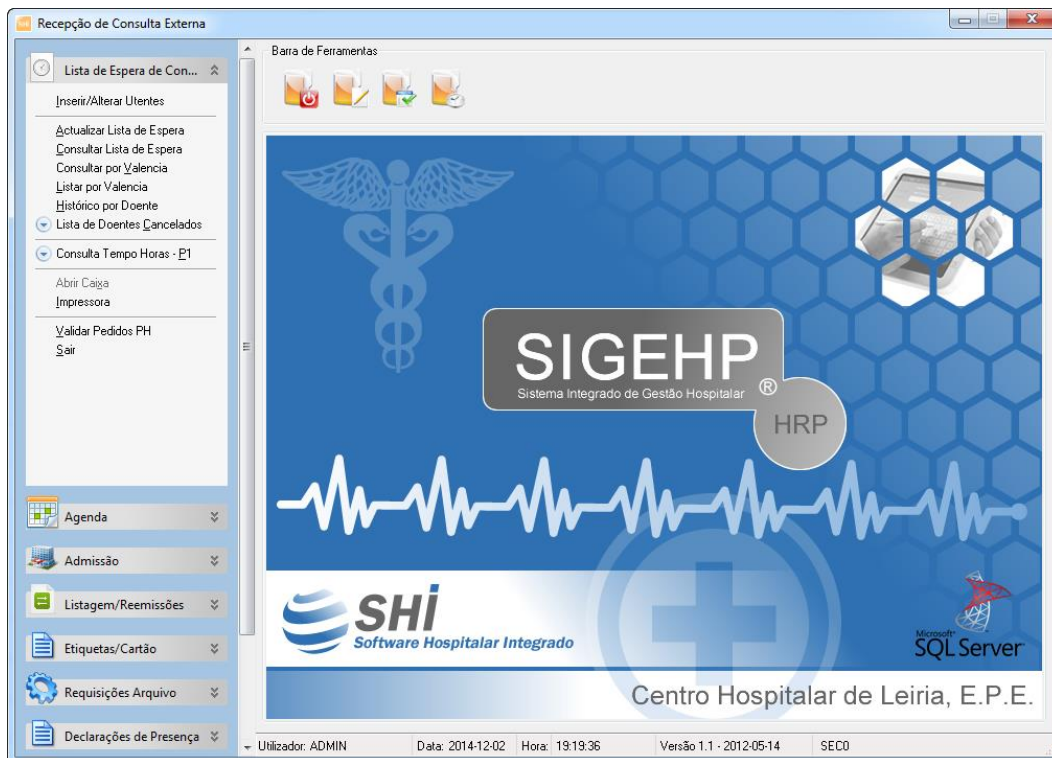 Recepção de Consulta Externa
Lista de Espera de Con...
Inserir/Alterar Utentes
Actualizar Lista de Espera
Consultar Lista de Espera
Consultar por Valencia
Listar por Valencia
Histórico por Doente
Lista de Doentes Cancelados
Consulta Tempo Horas - P1
Abrir Caixa
Impressora
Validar Pedidos PH
Sair
Agenda
Admissão
Listagem/Reemissões
Etiquetas/Cartão
Requisições Arquivo
Declarações de Presença
Barra de Ferramentas
SIGEHP
Sistema Integrado de Gestão Hospitalar ®
HRP
SHI
Software Hospitalar Integrado
Microsoft®
SQL Server
Centro Hospitalar de Leiria, E.P.E.
Utilizador: ADMIN Data: 2014-12-02 Hora: 19:19:36 Versão 1.1 - 2012-05-14 SEC0